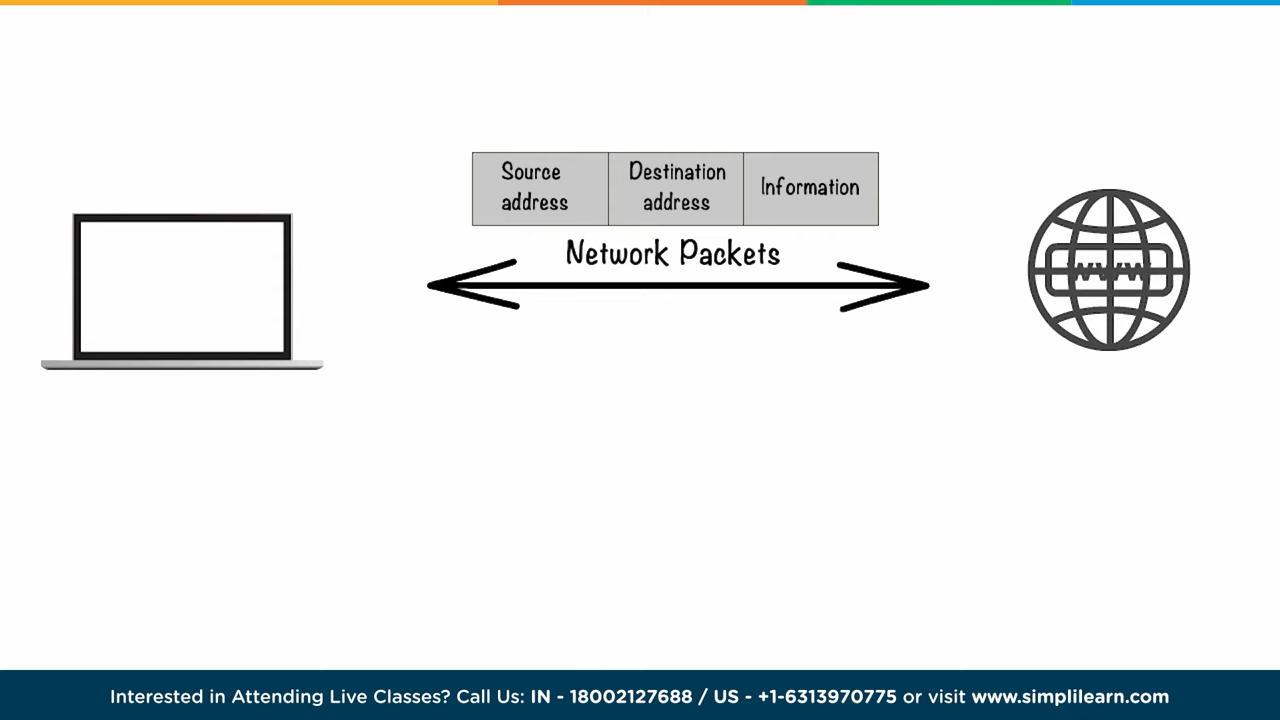 Source
address
Destination
address
Information
Network Packets
www
Interested in Attending Live Classes? Call Us: IN - 18002127688 / US - +1-6313970775 or visit www.simplilearn.com